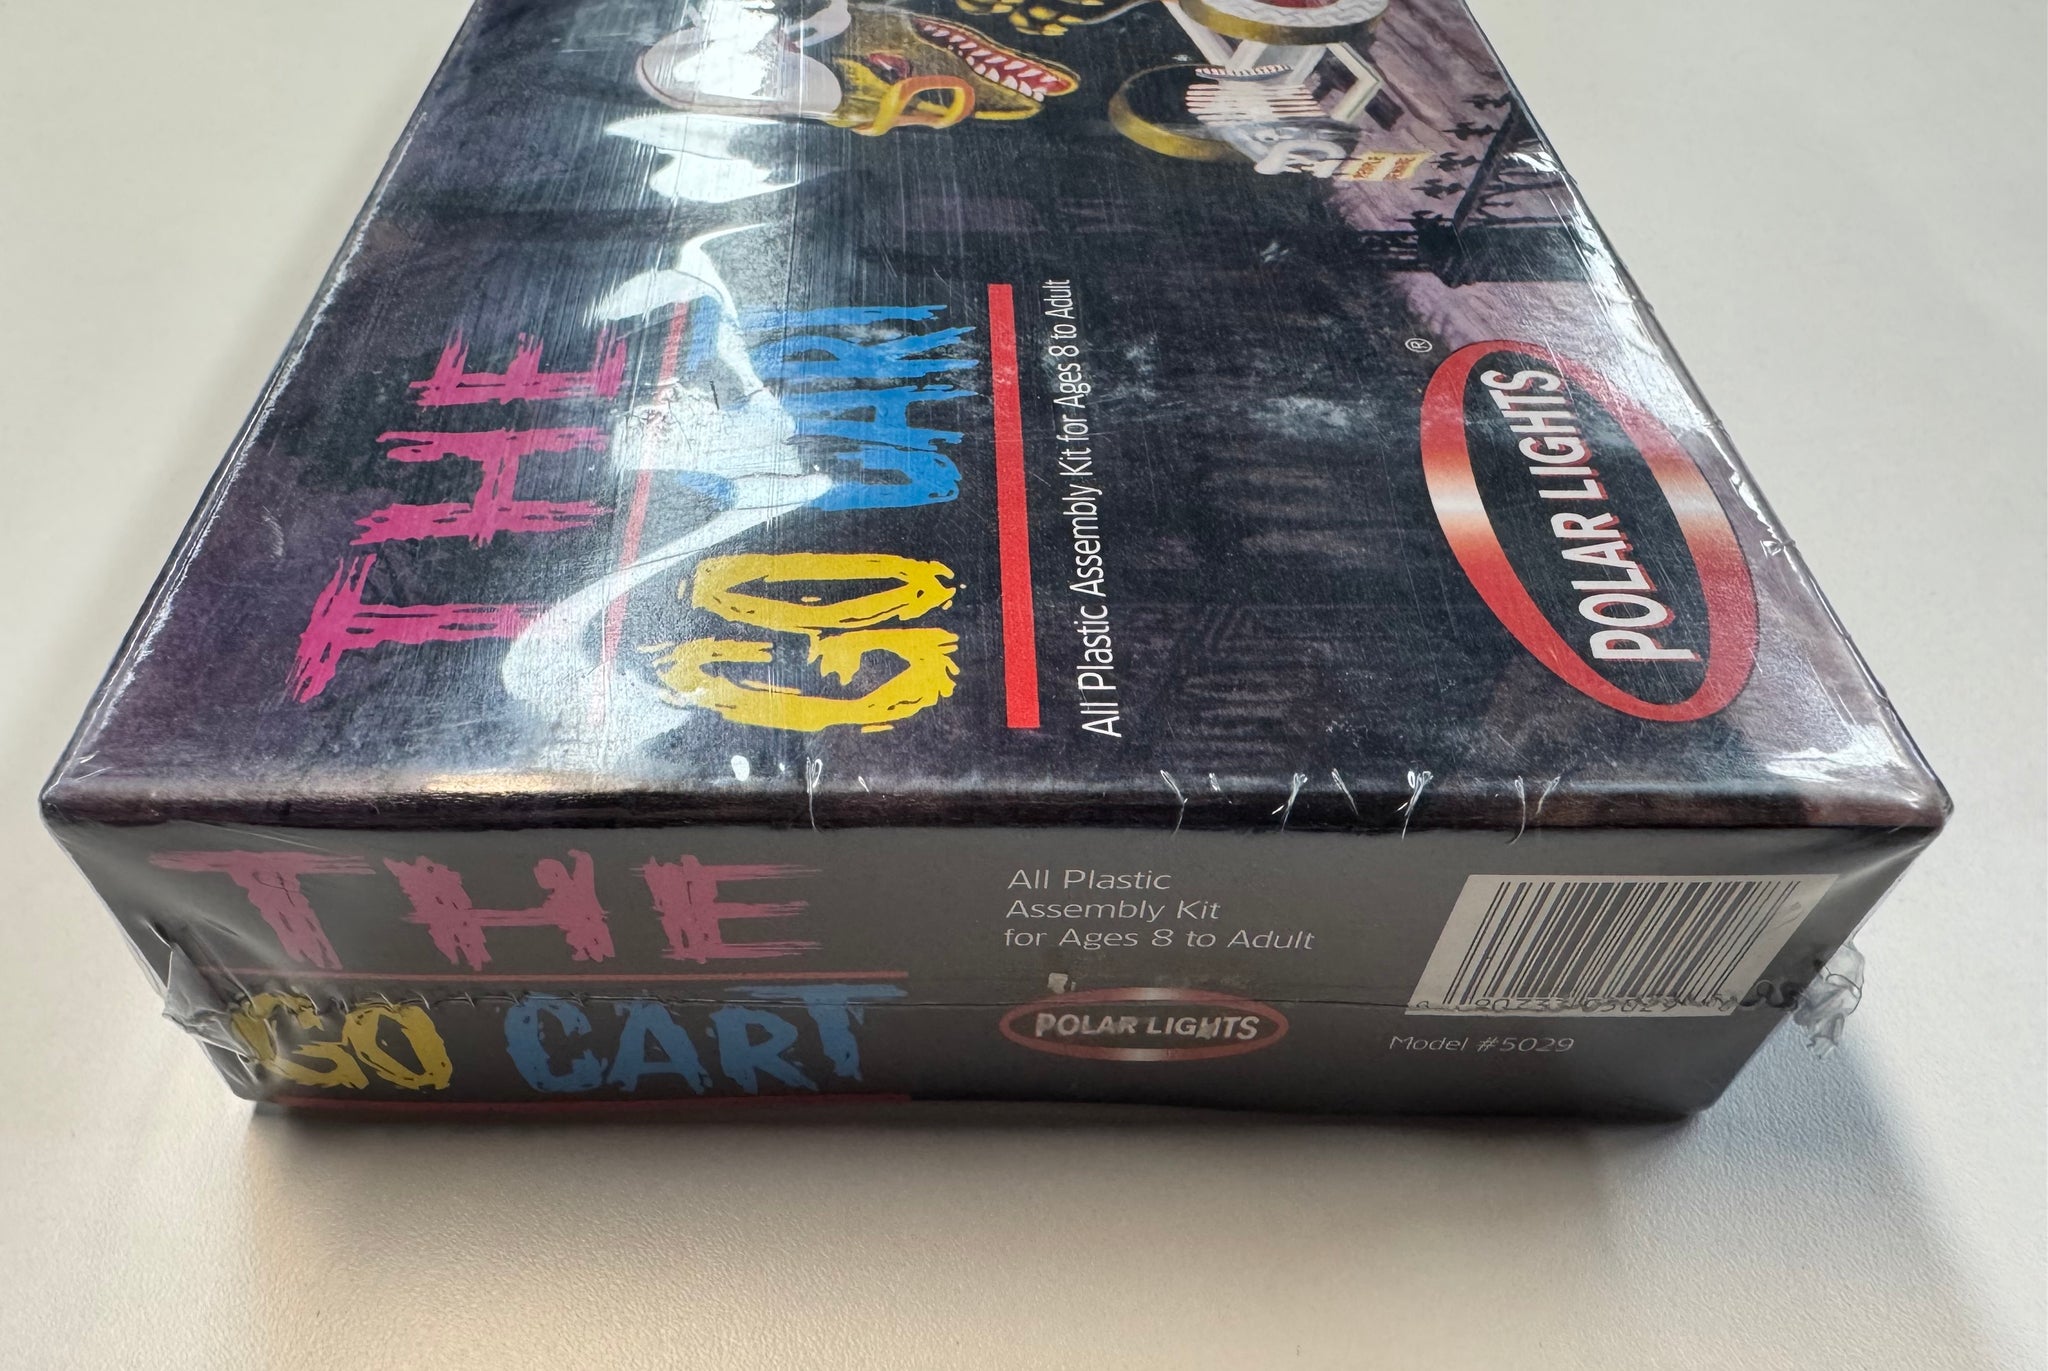 THE
GO CART
All Plastic Assembly Kit for Ages 8 to Adult
®
POLAR LIGHTS
THE
GO CART
All Plastic
Assembly Kit
for Ages 8 to Adult
POLAR LIGHTS
Model #5029